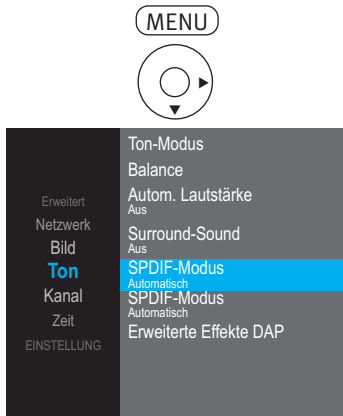 MENU
Erweitert
Netzwerk
Bild
Ton
Kanal
Zeit
EINSTELLUNG
Ton-Modus
Balance
Autom. Lautstärke
Aus
Surround-Sound
Aus
SPDIF-Modus
Automatisch
SPDIF-Modus
Automatisch
Erweiterte Effekte DAP